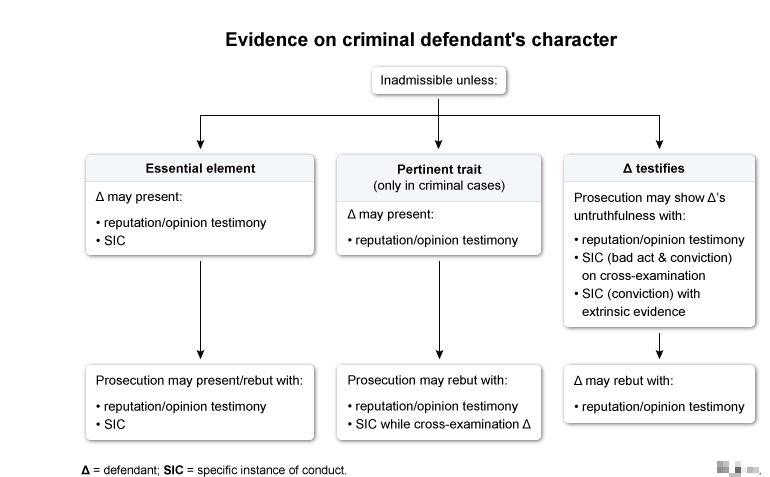 Evidence on criminal defendant's character
Inadmissible unless:
Essential element
Δ may present:
• reputation/opinion testimony
• SIC
Prosecution may present/rebut with:
• reputation/opinion testimony
• SIC
Pertinent trait
(only in criminal cases)
Δ may present:
• reputation/opinion testimony
Prosecution may rebut with:
• reputation/opinion testimony
• SIC while cross-examination Δ
Δ testifies
Prosecution may show Δ's
untruthfulness with:
• reputation/opinion testimony
• SIC (bad act & conviction)
on cross-examination
• SIC (conviction) with
extrinsic evidence
Δ may rebut with:
• reputation/opinion testimony
Δ = defendant; SIC = specific instance of conduct.